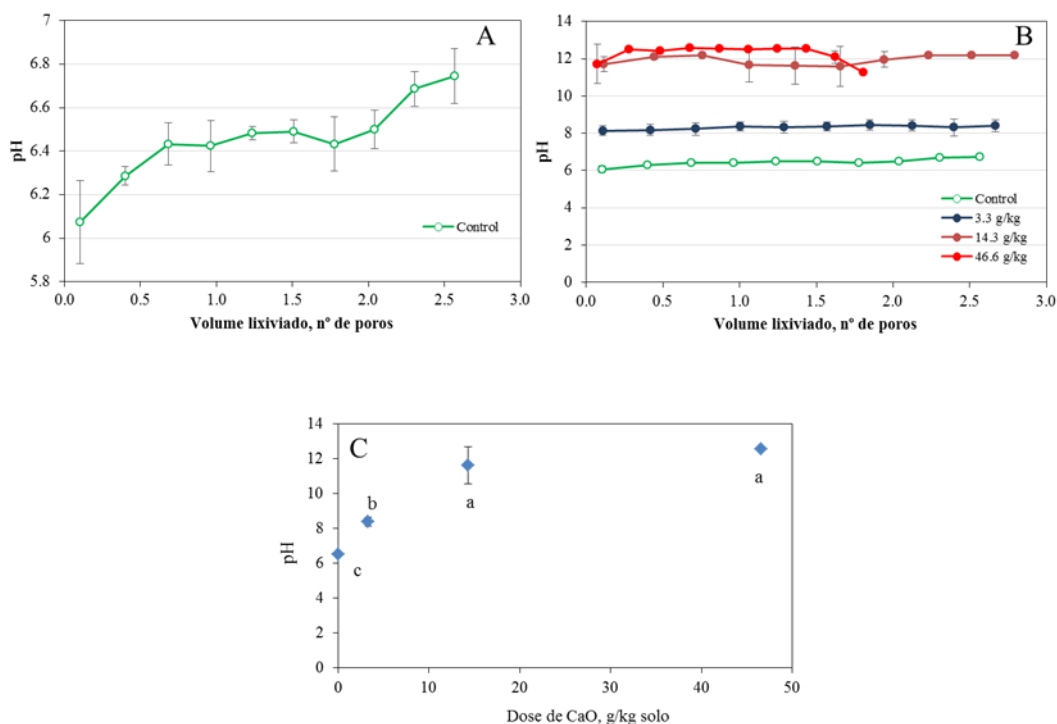 A
7
6.8
6.6
6.4
6.2
6
5.8
pH
0.0 0.5 1.0 1.5 2.0 2.5 3.0
Volume lixiviado, nº de poros
Control
B
14
12
10
8
6
4
2
0
pH
0.0 0.5 1.0 1.5 2.0 2.5 3.0
Volume lixiviado, nº de poros
Control
3.3 g/kg
14.3 g/kg
46.6 g/kg
C
14
12
10
8
6
4
2
0
pH
c
b
a
a
0 10 20 30 40 50
Dose de CaO, g/kg solo